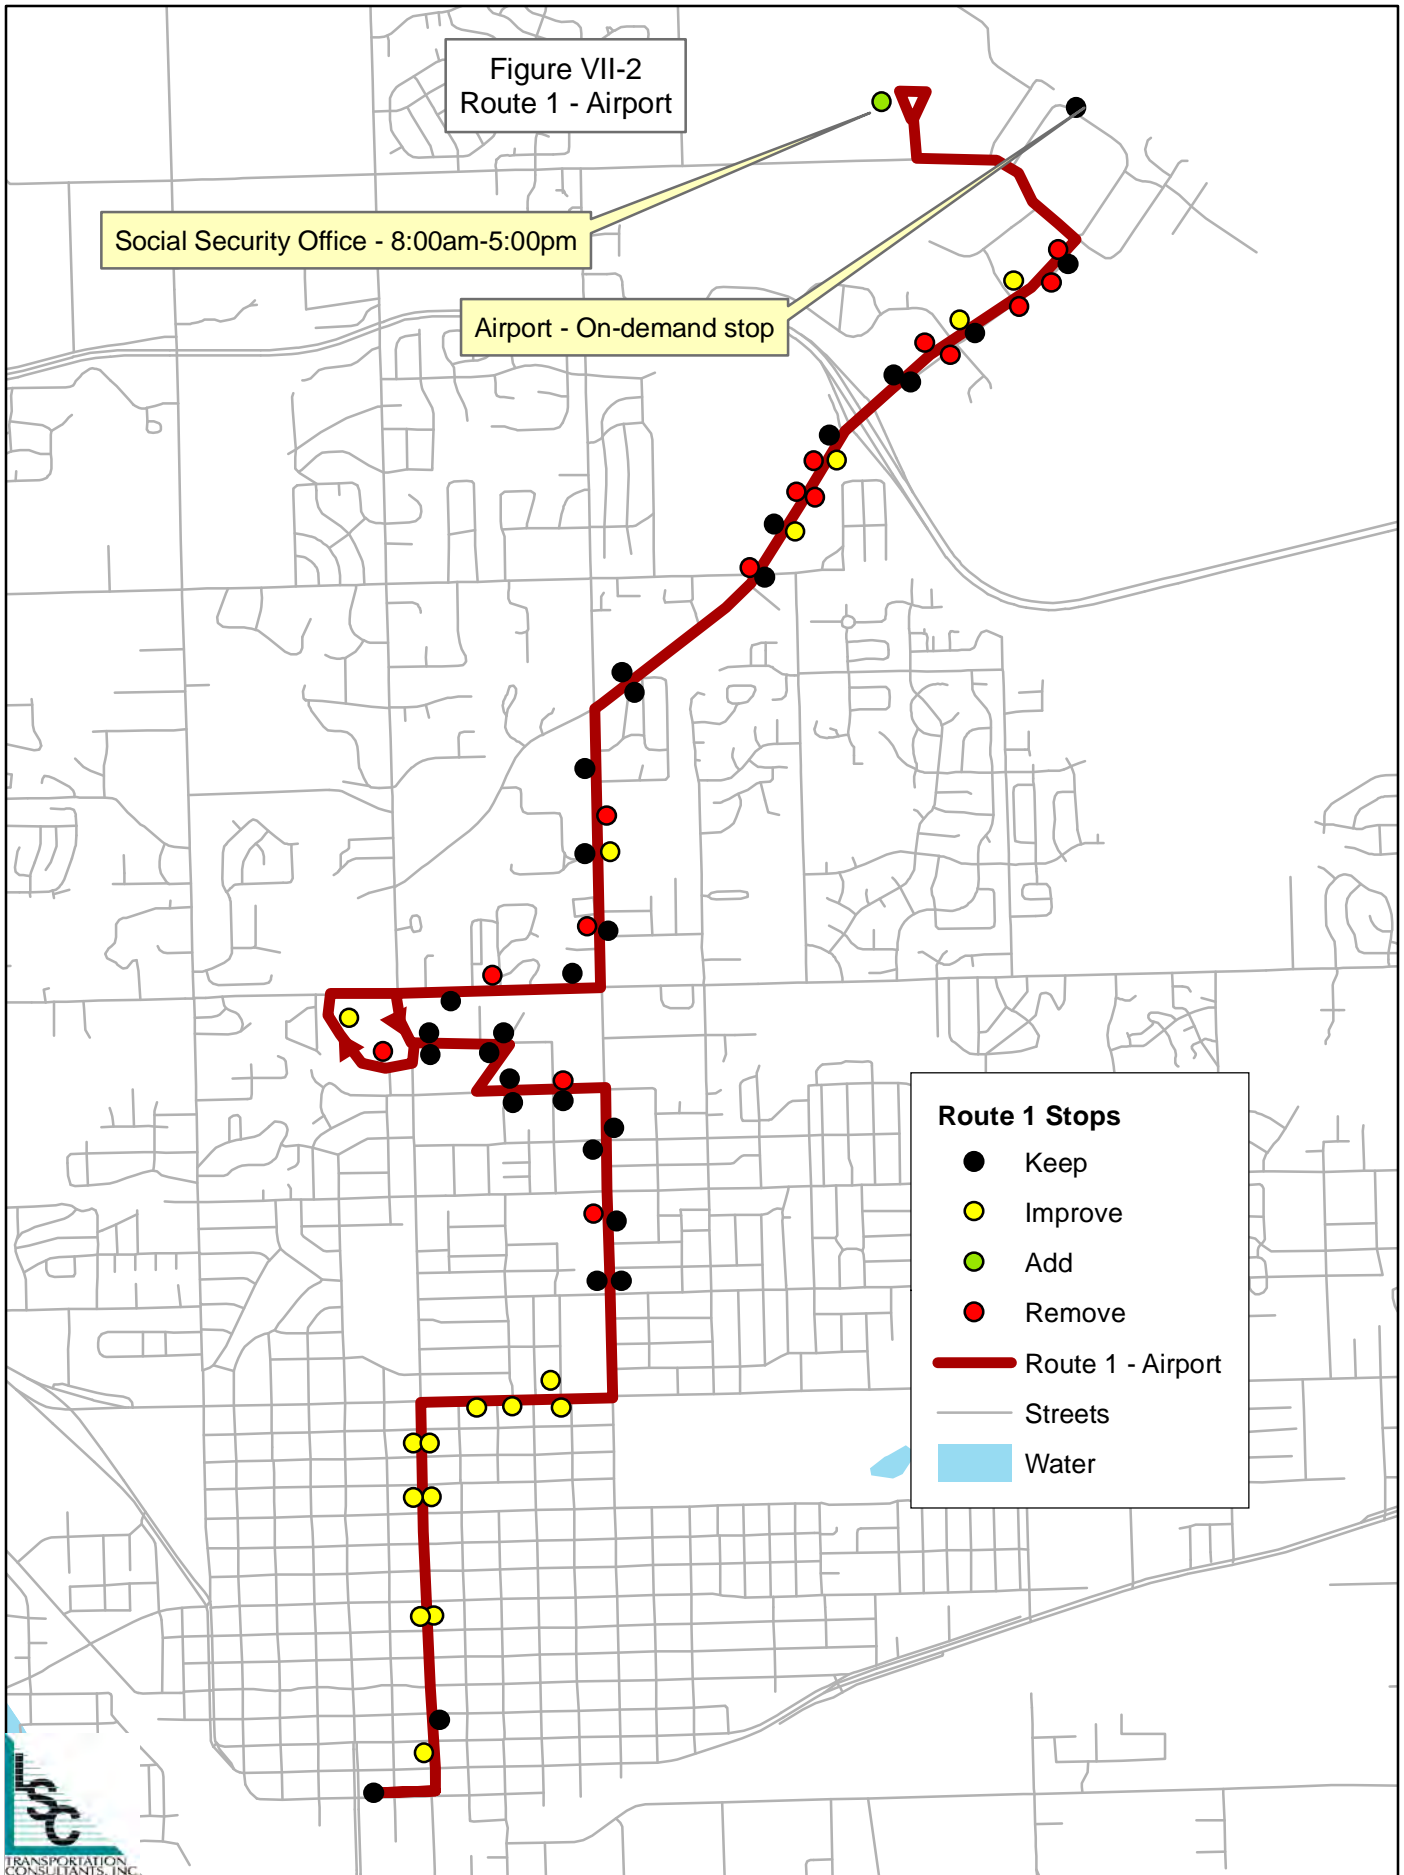 Figure VII-2
Route 1 - Airport
Social Security Office - 8:00am-5:00pm
Airport - On-demand stop
Route 1 Stops
Keep
Improve
Add
Remove
Route 1 - Airport
Streets
Water
LSC
TRANSPORTATION
CONSULTANTS, INC.